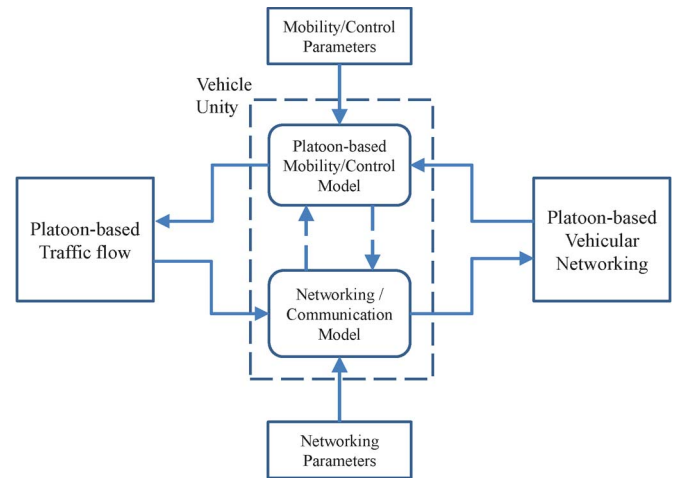 Mobility/Control
Parameters
Vehicle
Unity
Platoon-based
Mobility/Control
Model
Platoon-based
Traffic flow
Platoon-based
Vehicular
Networking
Networking /
Communication
Model
Networking
Parameters